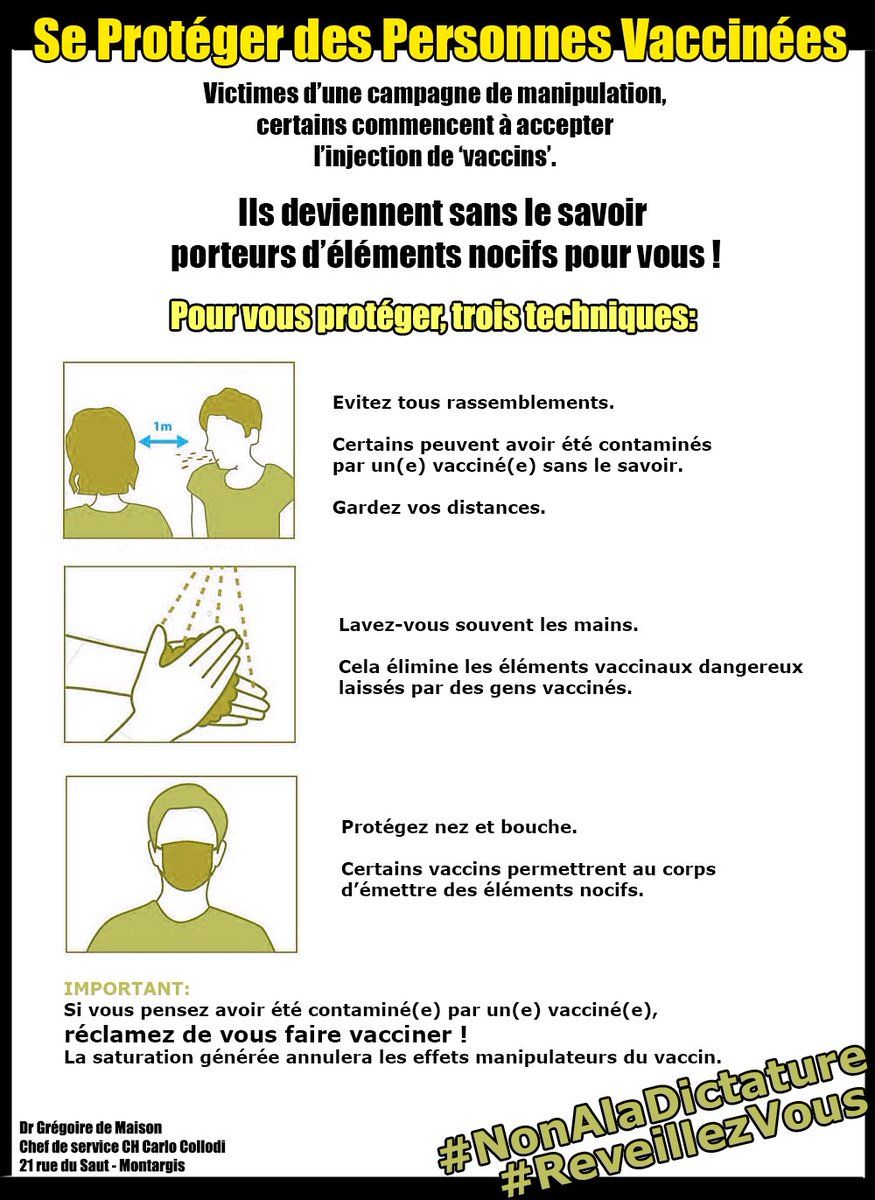 Se Protéger des Personnes Vaccinées
Victimes d’une campagne de manipulation,
certains commencent à accepter
l’injection de ‘vaccins’.
Ils deviennent sans le savoir
porteurs d’éléments nocifs pour vous !
Pour vous protéger, trois techniques:
1m
Evitez tous rassemblements.
Certains peuvent avoir été contaminés
par un(e) vacciné(e) sans le savoir.
Gardez vos distances.
Lavez-vous souvent les mains.
Cela élimine les éléments vaccinaux dangereux
laissés par des gens vaccinés.
Protégez nez et bouche.
Certains vaccins permettrent au corps
d’émettre des éléments nocifs.
IMPORTANT:
Si vous pensez avoir été contaminé(e) par un(e) vacciné(e),
réclamez de vous faire vacciner !
La saturation générée annulera les effets manipulateurs du vaccin.
#NonAlaDictature
#ReveillezVous
Dr Grégoire de Maison
Chef de service CH Carlo Collodi
21 rue du Saut - Montargis